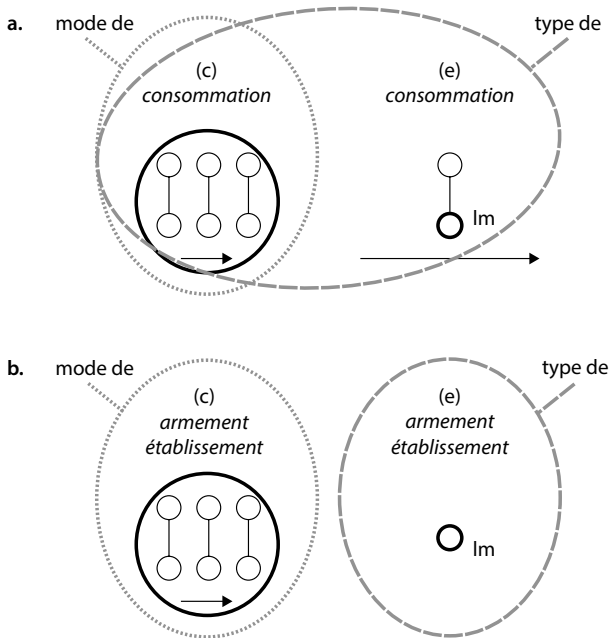 a. mode de type de
(c) (e)
consommation consommation
Im
b. mode de type de
(c) (e)
armement armement
établissement établissement
Im